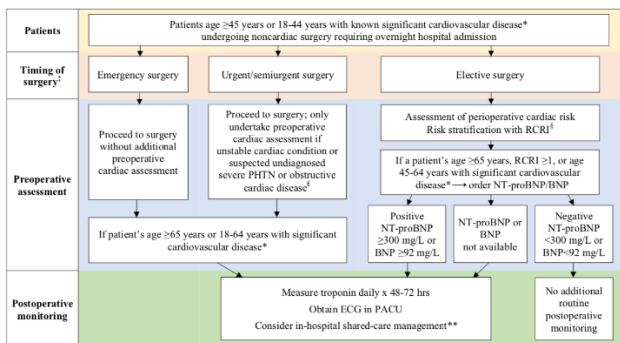 Patients
Patients age ≥45 years or 18-44 years with known significant cardiovascular disease*
undergoing noncardiac surgery requiring overnight hospital admission
Timing of
surgery‡
Emergency surgery
Urgent/semiurgent surgery
Elective surgery
Preoperative
assessment
Proceed to surgery
without additional
preoperative
cardiac assessment
Proceed to surgery; only
undertake preoperative
cardiac assessment if
unstable cardiac condition or
suspected undiagnosed
severe PHTN or obstructive
cardiac disease£
Assessment of perioperative cardiac risk
Risk stratification with RCRI§
If a patient's age ≥65 years, RCRI ≥1, or age
45-64 years with significant cardiovascular
disease* → order NT-proBNP/BNP
If patient's age ≥65 years or 18-64 years with significant
cardiovascular disease*
Positive
NT-proBNP
≥300 mg/L or
BNP ≥92 mg/L
NT-proBNP or
BNP
not available
Negative
NT-proBNP
<300 mg/L or
BNP<92 mg/L
Postoperative
monitoring
Measure troponin daily x 48-72 hrs
Obtain ECG in PACU
Consider in-hospital shared-care management**
No additional
routine
postoperative
monitoring